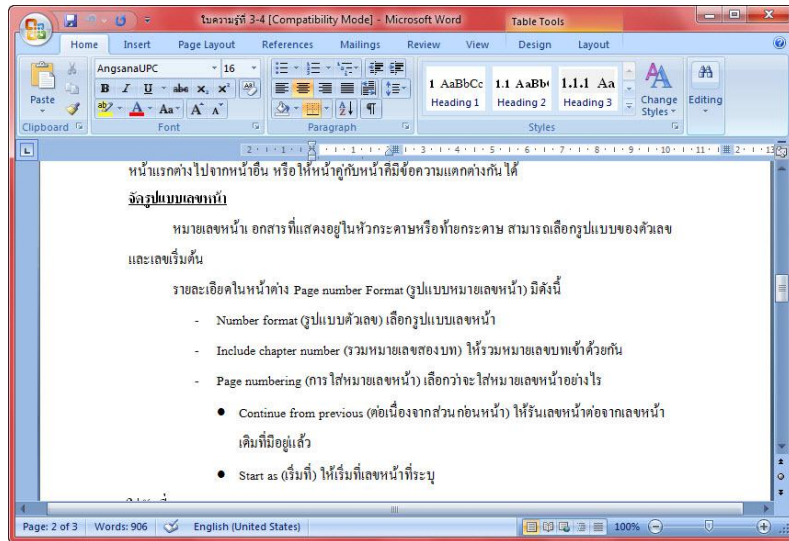 ใบความรู้ที่ 3-4 [Compatibility Mode] - Microsoft Word
Table Tools
Home Insert Page Layout References Mailings Review View Design Layout
AngsanaUPC 16
B I U abe X₂ X² Aa
ab A Aa A A
Paste
1 AaBbCc 1.1 AaBb 1.1.1 Aa
Heading 1 Heading 2 Heading 3
Change Styles
Editing
Clipboard Font Paragraph Styles
2 1 1 2 3 4 5 6 7 8 9 10 11 2 13
หน้าแรกต่างไปจากหน้าอื่น หรือให้หน้าคู่กับหน้าคี่มีข้อความแตกต่างกันได้
จัดรูปแบบเลขหน้า
หมายเลขหน้าเ อกสารที่แสดงอยู่ในหัวกระดาษหรือท้ายกระดาษ สามารถเลือกรูปแบบของตัวเลข
และเลขเริ่มต้น
รายละเอียดในหน้าต่าง Page number Format (รูปแบบหมายเลขหน้า) มีดังนี้
- Number format (รูปแบบตัวเลข) เลือกรูปแบบเลขหน้า
- Include chapter number (รวมหมายเลขสองบท) ให้รวมหมายเลขบทเข้าด้วยกัน
- Page numbering (การใส่หมายเลขหน้า) เลือกว่าจะใส่หมายเลขหน้าอย่างไร
● Continue from previous (ต่อเนื่องจากส่วนก่อนหน้า) ให้รันเลขหน้าต่อจากเลขหน้า
เดิมที่มีอยู่แล้ว
● Start as (เริ่มที่) ให้เริ่มที่เลขหน้าที่ระบุ
Page: 2 of 3 Words: 906 English (United States) 100%